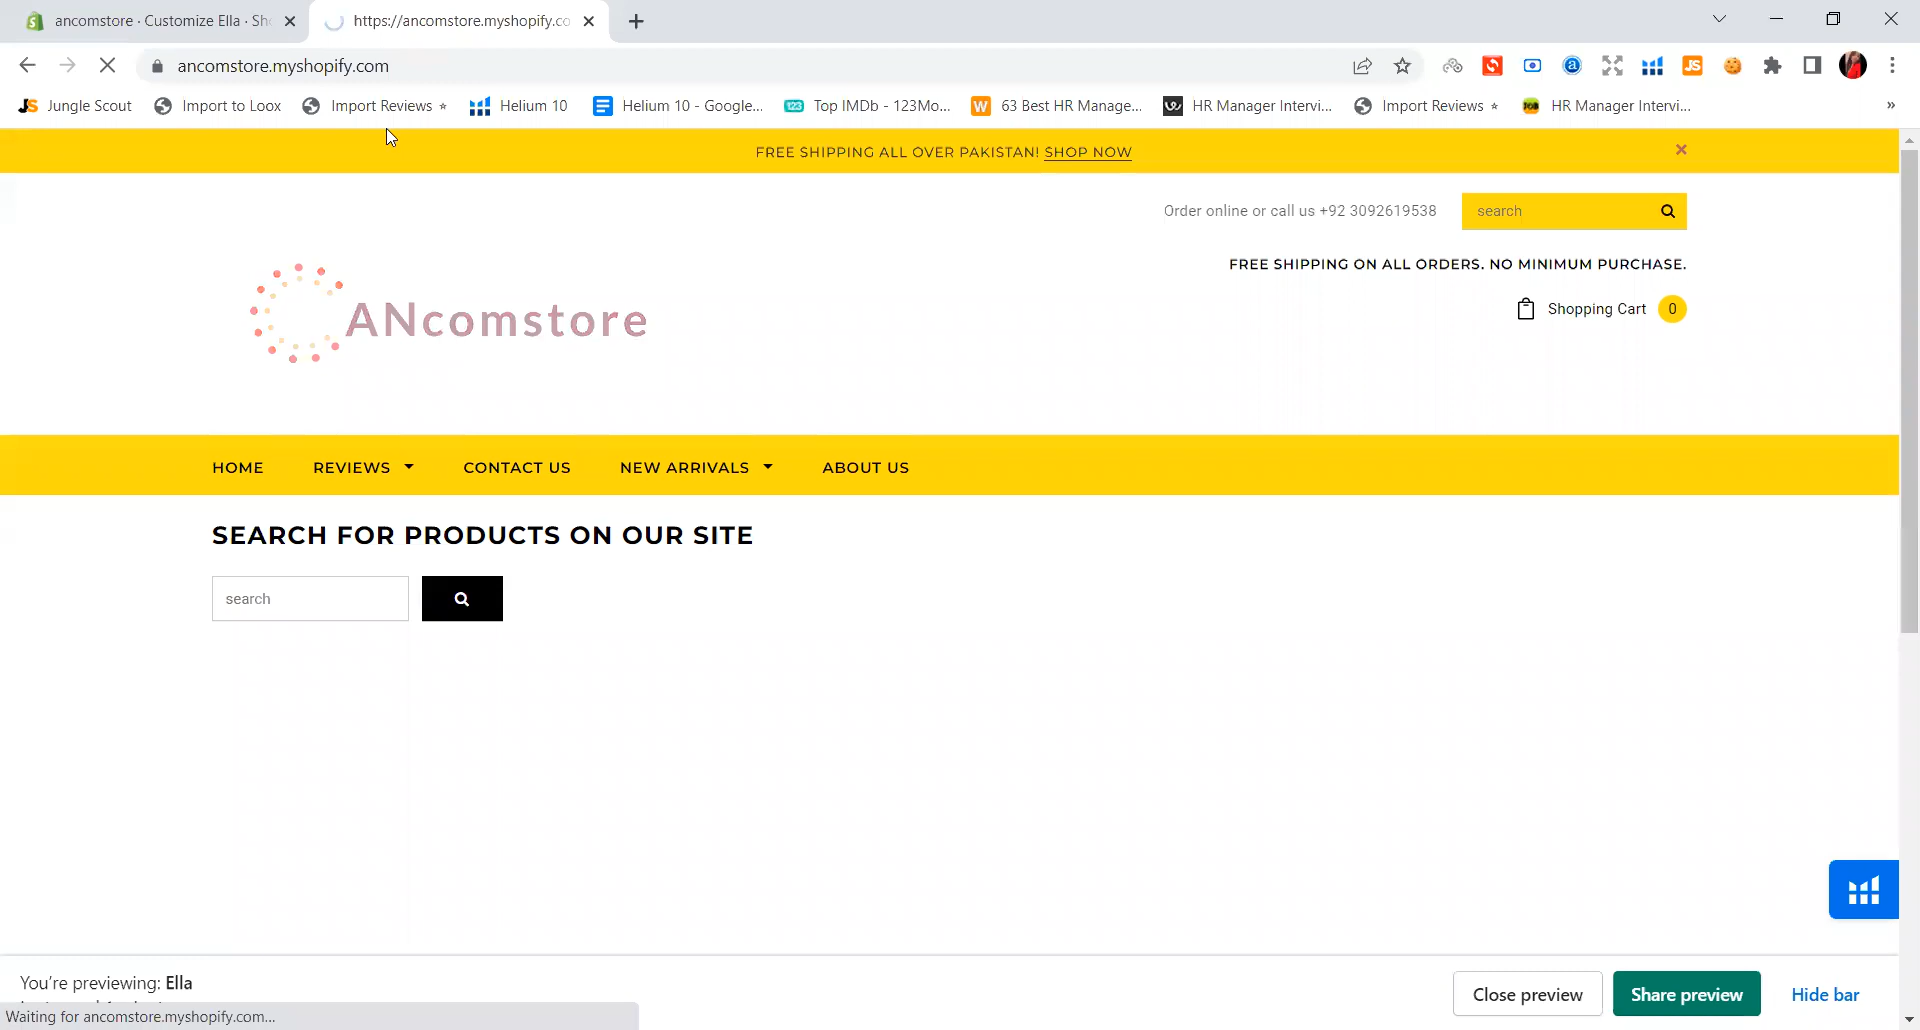 ancomstore · Customize Ella · Sh
https://ancomstore.myshopify.co
ancomstore.myshopify.com
Jungle Scout
Import to Loox
Import Reviews ⭑
Helium 10
Helium 10 - Google...
Top IMDb - 123Mo...
63 Best HR Manage...
HR Manager Intervi...
Import Reviews ⭑
HR Manager Intervi...
FREE SHIPPING ALL OVER PAKISTAN! SHOP NOW
Order online or call us +92 3092619538
search
FREE SHIPPING ON ALL ORDERS. NO MINIMUM PURCHASE.
Shopping Cart 0
ANcomstore
HOME
REVIEWS
CONTACT US
NEW ARRIVALS
ABOUT US
SEARCH FOR PRODUCTS ON OUR SITE
search
You're previewing: Ella
Close preview
Share preview
Hide bar
Waiting for ancomstore.myshopify.com...